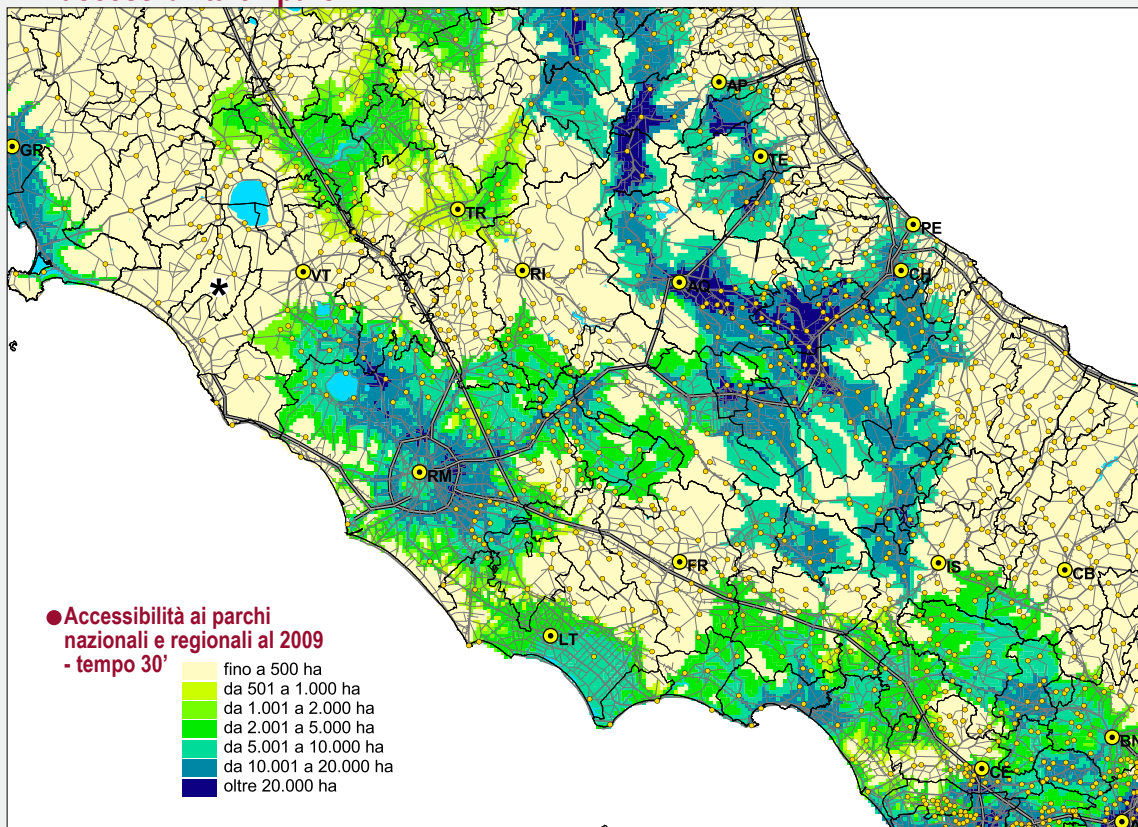 AP
GR
TE
TR
PE
VT
RI
CH
AQ
RM
FR
IS
CB
LT
BN
CE
*
Accessibilità ai parchi
nazionali e regionali al 2009
- tempo 30’
fino a 500 ha
da 501 a 1.000 ha
da 1.001 a 2.000 ha
da 2.001 a 5.000 ha
da 5.001 a 10.000 ha
da 10.001 a 20.000 ha
oltre 20.000 ha